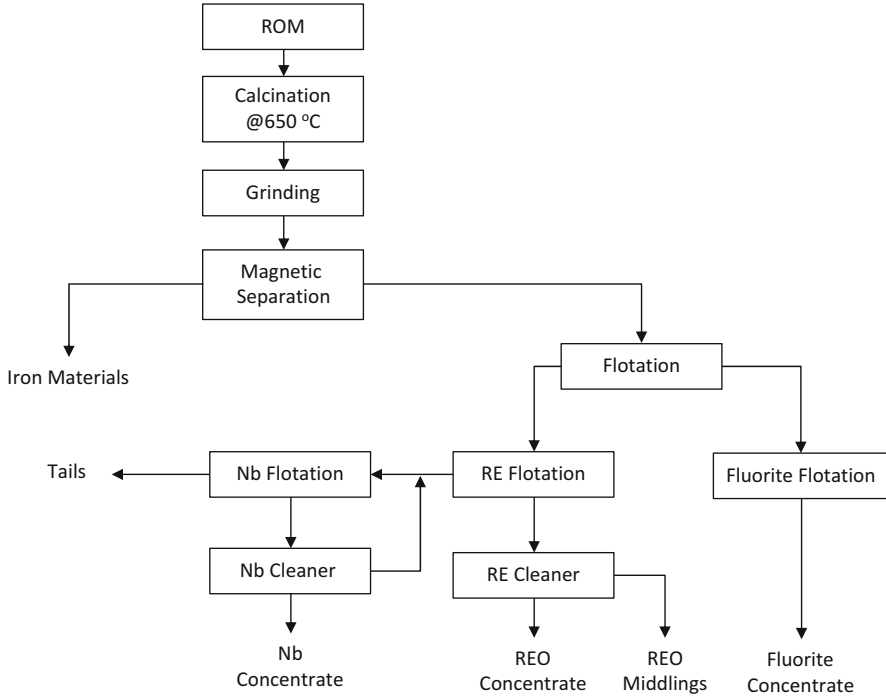 ROM
Calcination
@650 °C
Grinding
Magnetic
Separation
Iron Materials
Flotation
Tails
Nb Flotation
RE Flotation
Fluorite Flotation
Nb Cleaner
RE Cleaner
Nb
Concentrate
REO
Concentrate
REO
Middlings
Fluorite
Concentrate